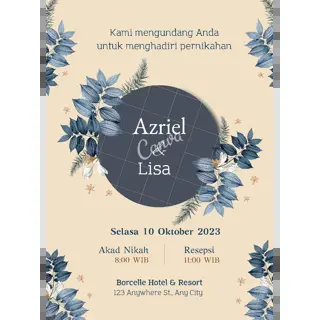 Kami mengundang Anda
untuk menghadiri pernikahan
Azriel
Canva
&
Lisa
Selasa 10 Oktober 2023
Akad Nikah
8:00 WIB
Resepsi
11:00 WIB
Borcelle Hotel & Resort
123 Anywhere St., Any City